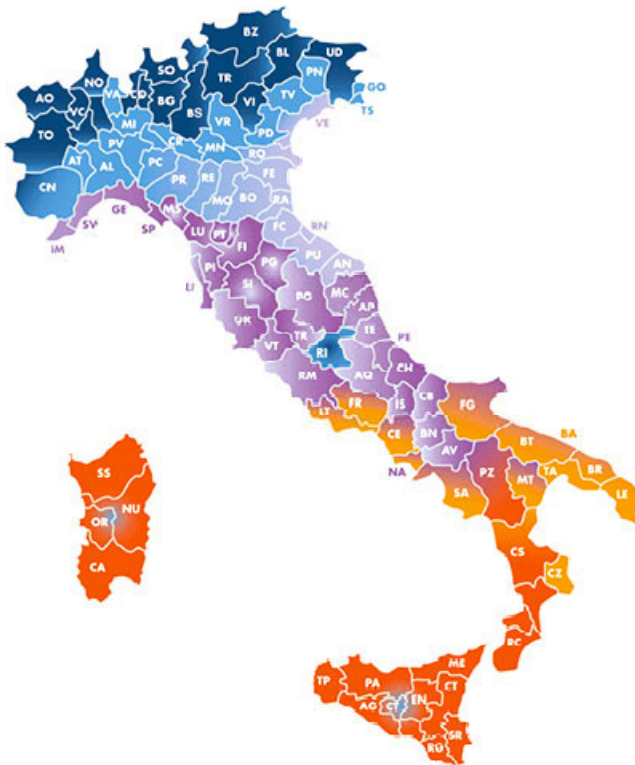 BZ
BL
UD
SO
NO
TR
PN
GO
AO
VA
CO
BG
TV
TS
VC
BS
VI
VE
MI
VR
TO
PD
PV
CR
MN
RO
AT
AL
PC
FE
CN
PR
RE
MO
BO
RA
GE
MS
SV
SP
LU
PT
FI
FC
RN
IM
PG
PU
AN
PI
LI
SI
PG
MC
AP
GR
TE
TR
PE
VT
RI
AQ
CH
RM
IS
CB
FG
LT
FR
CE
BN
BT
BA
AV
NA
PZ
MT
TA
BR
SA
LE
SS
NU
OR
CS
CA
CZ
RC
ME
TP
PA
CT
AG
CT
EN
SR